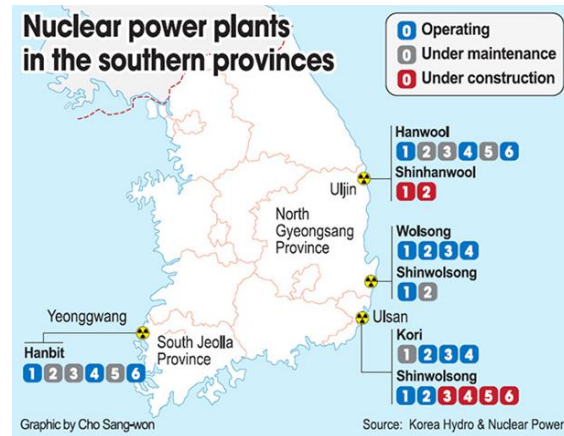 Nuclear power plants
in the southern provinces
0 Operating
0 Under maintenance
0 Under construction
Hanwool
1 2 3 4 5 6
Shinhanwool
1 2
Uljin
North
Gyeongsang
Province
Wolsong
1 2 3 4
Shinwolsong
1 2
Ulsan
Kori
1 2 3 4
Shinwolsong
1 2 3 4 5 6
Yeonggwang
Hanbit
1 2 3 4 5 6
South Jeolla
Province
Graphic by Cho Sang-won
Source: Korea Hydro & Nuclear Power